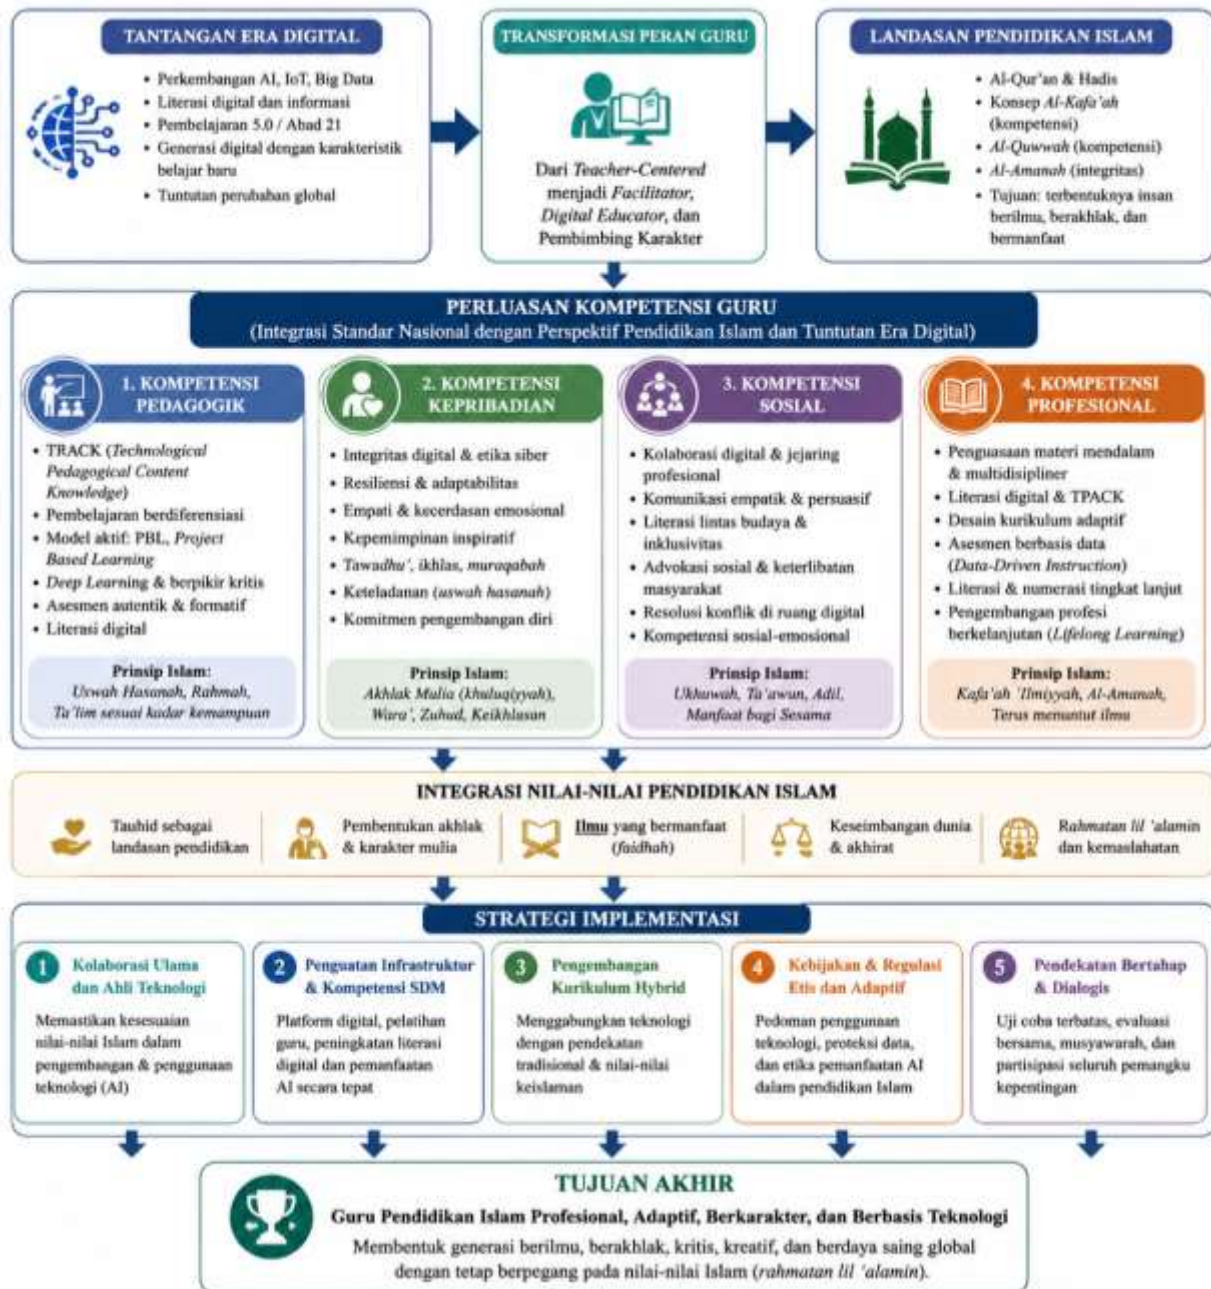 TANTANGAN ERA DIGITAL
• Perkembangan AI, IoT, Big Data
• Literasi digital dan informasi
• Pembelajaran 5.0 / Abad 21
• Generasi digital dengan karakteristik
belajar baru
• Tuntutan perubahan global
TRANSFORMASI PERAN GURU
Dari Teacher-Centered
menjadi Facilitator,
Digital Educator, dan
Pembimbing Karakter
LANDASAN PENDIDIKAN ISLAM
• Al-Qur'an & Hadis
• Konsep Al-Kafa'ah
(kompetensi)
• Al-Quwwah (kompetensi)
• Al-Amanah (integritas)
• Tujuan: terbentuknya insan
berilmu, berakhlak, dan
bermanfaat
PERLUASAN KOMPETENSI GURU
(Integrasi Standar Nasional dengan Perspektif Pendidikan Islam dan Tuntutan Era Digital)
1. KOMPETENSI
PEDAGOGIK
• TRACK (Technological
Pedagogical Content
Knowledge)
• Pembelajaran berdiferensiasi
• Model aktif: PBL, Project
Based Learning
• Deep Learning & berpikir kritis
• Asesmen autentik & formatif
• Literasi digital
Prinsip Islam:
Uswah Hasanah, Rahmah,
Ta'lim sesuai kadar kemampuan
2. KOMPETENSI
KEPRIBADIAN
• Integritas digital & etika siber
• Resiliensi & adaptabilitas
• Empati & kecerdasan emosional
• Kepemimpinan inspiratif
• Tawadhu', ikhlas, muraqabah
• Keteladanan (uswah hasanah)
• Komitmen pengembangan diri
Prinsip Islam:
Akhlak Mulia (khuluqiyyah),
Wara', Zuhud, Keikhlasan
3. KOMPETENSI
SOSIAL
• Kolaborasi digital & jejaring
profesional
• Komunikasi empatik & persuasif
• Literasi lintas budaya &
inklusivitas
• Advokasi sosial & keterlibatan
masyarakat
• Resolusi konflik di ruang digital
• Kompetensi sosial-emosional
Prinsip Islam:
Ukhuwah, Ta'awun, Adil,
Manfaat bagi Sesama
4. KOMPETENSI
PROFESIONAL
• Penguasaan materi mendalam
& multidisipliner
• Literasi digital & TPACK
• Desain kurikulum adaptif
• Asesmen berbasis data
(Data-Driven Instruction)
• Literasi & numerasi tingkat lanjut
• Pengembangan profesi
berkelanjutan (Lifelong Learning)
Prinsip Islam:
Kafa'ah 'Ilmiyyah, Al-Amanah,
Terus menuntut ilmu
INTEGRASI NILAI-NILAI PENDIDIKAN ISLAM
Tauhid sebagai
landasan pendidikan
Pembentukan akhlak
& karakter mulia
Ilmu yang bermanfaat
(faidhah)
Keseimbangan dunia
& akhirat
Rahmatan lil 'alamin
dan kemaslahatan
STRATEGI IMPLEMENTASI
1 Kolaborasi Ulama
dan Ahli Teknologi
Memastikan kesesuaian
nilai-nilai Islam dalam
pengembangan & penggunaan
teknologi (AI)
2 Penguatan Infrastruktur
& Kompetensi SDM
Platform digital, pelatihan
guru, peningkatan literasi
digital dan pemanfaatan
AI secara tepat
3 Pengembangan
Kurikulum Hybrid
Menggabungkan teknologi
dengan pendekatan
tradisional & nilai-nilai
keislaman
4 Kebijakan & Regulasi
Etis dan Adaptif
Pedoman penggunaan
teknologi, proteksi data,
dan etika pemanfaatan AI
dalam pendidikan Islam
5 Pendekatan Bertahap
& Dialogis
Uji coba terbatas, evaluasi
bersama, musyawarah, dan
partisipasi seluruh pemangku
kepentingan
TUJUAN AKHIR
Guru Pendidikan Islam Profesional, Adaptif, Berkarakter, dan Berbasis Teknologi
Membentuk generasi berilmu, berakhlak, kritis, kreatif, dan berdaya saing global
dengan tetap berpegang pada nilai-nilai Islam (rahmatan lil 'alamin).